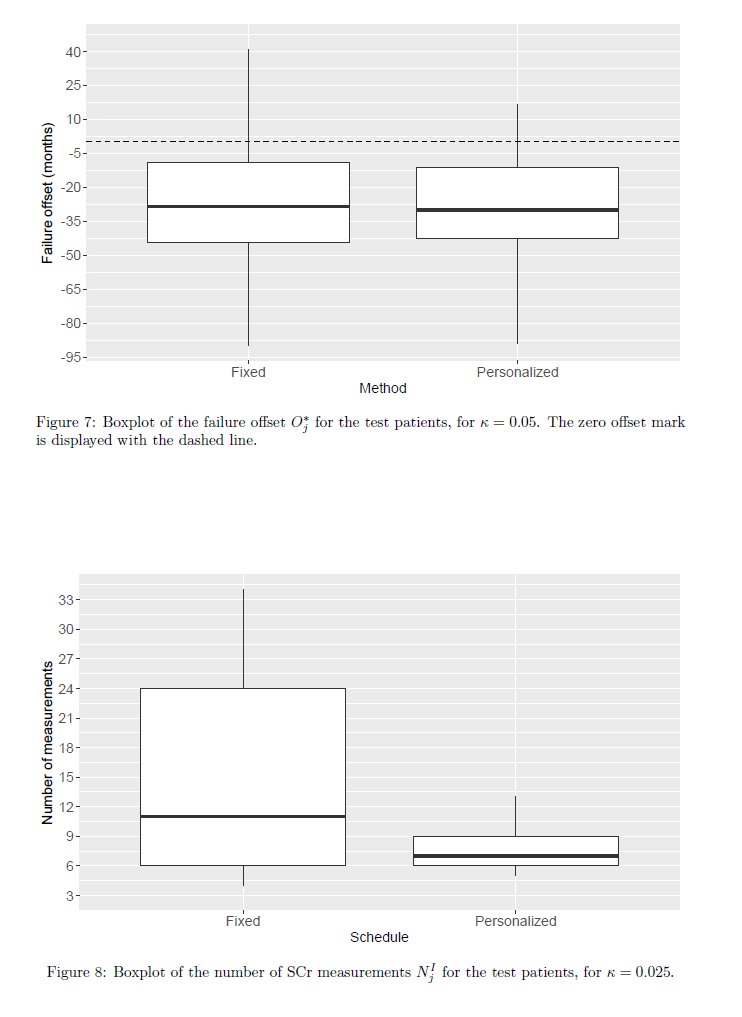 40
25
10
-5
-20
-35
-50
-65
-80
-95
Failure offset (months)
Fixed Personalized
Method
Figure 7: Boxplot of the failure offset O*j for the test patients, for κ = 0.05. The zero offset mark
is displayed with the dashed line.
33
30
27
24
21
18
15
12
9
6
3
Number of measurements
Fixed Personalized
Schedule
Figure 8: Boxplot of the number of SCr measurements N^I_j for the test patients, for κ = 0.025.